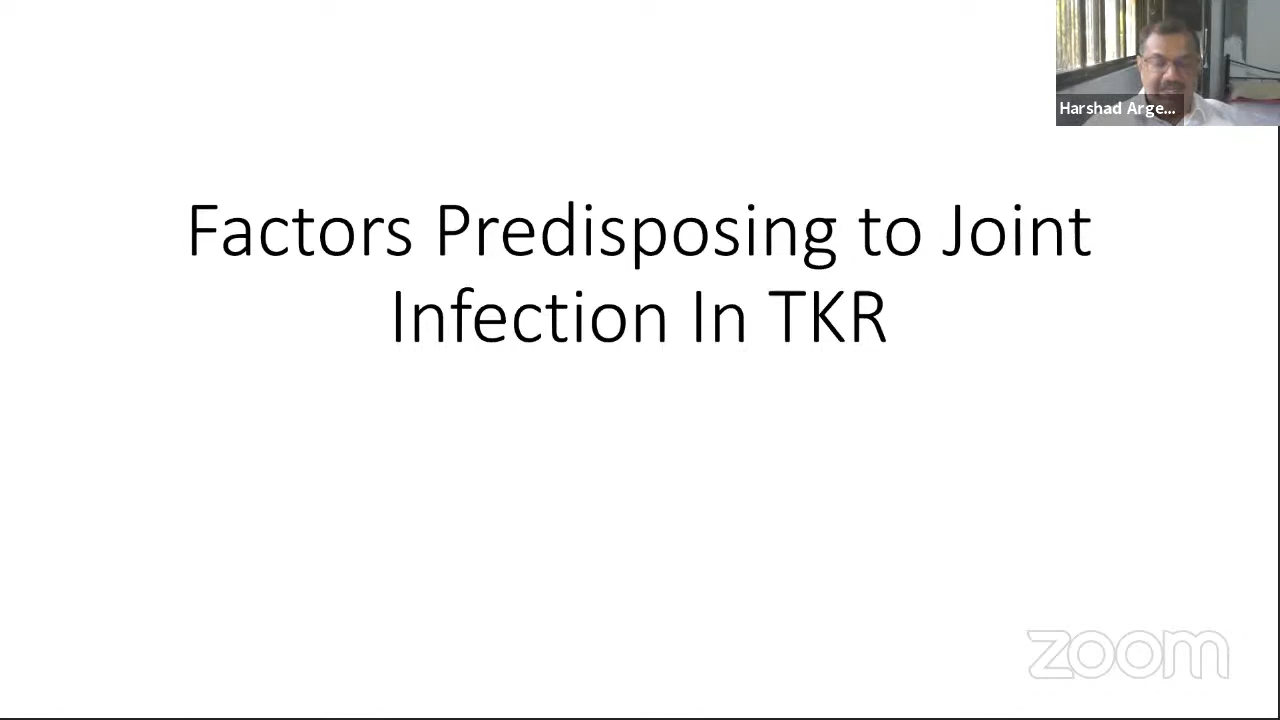 Harshad Arge...
Factors Predisposing to Joint
Infection In TKR
zoom